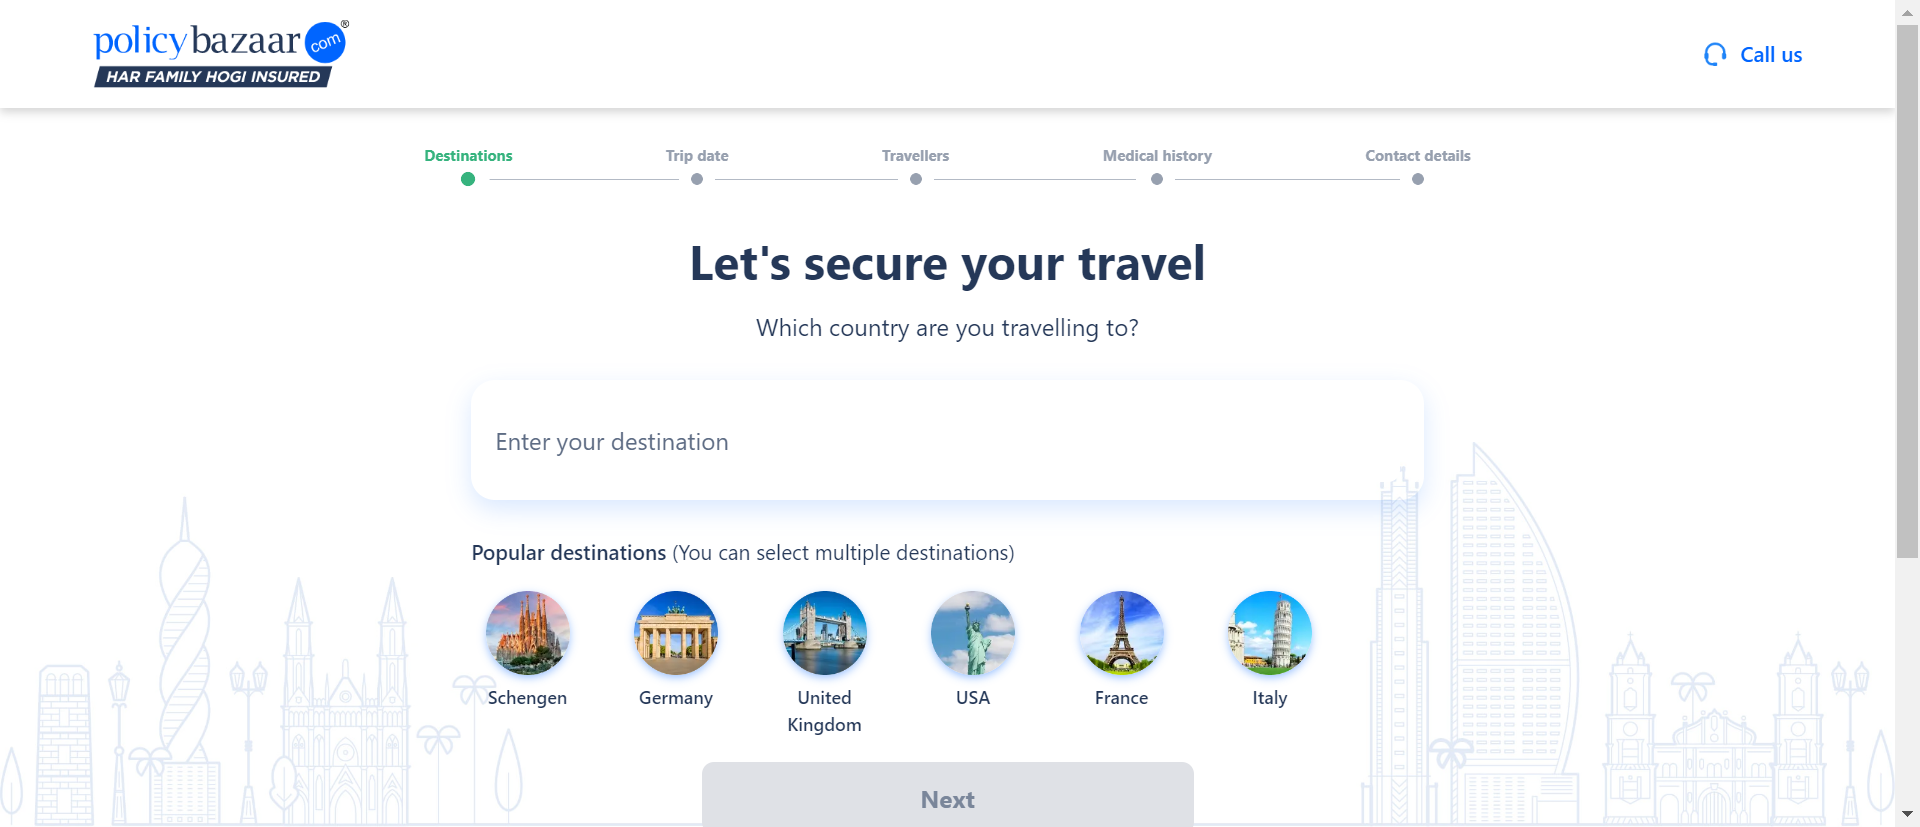 policybazaar com ®
HAR FAMILY HOGI INSURED
Call us
Destinations
Trip date
Travellers
Medical history
Contact details
Let's secure your travel
Which country are you travelling to?
Enter your destination
Popular destinations (You can select multiple destinations)
Schengen
Germany
United
Kingdom
USA
France
Italy
Next